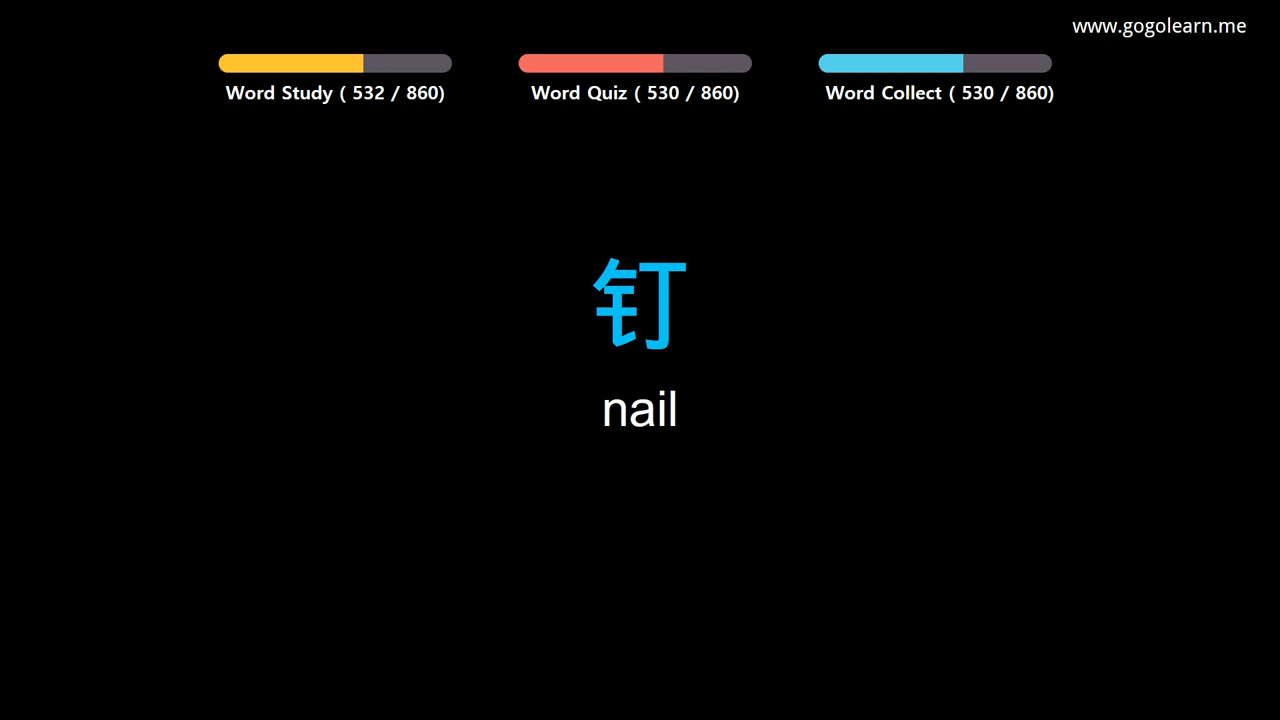 www.gogolearn.me
Word Study ( 532 / 860)
Word Quiz ( 530 / 860)
Word Collect ( 530 / 860)
钉
nail